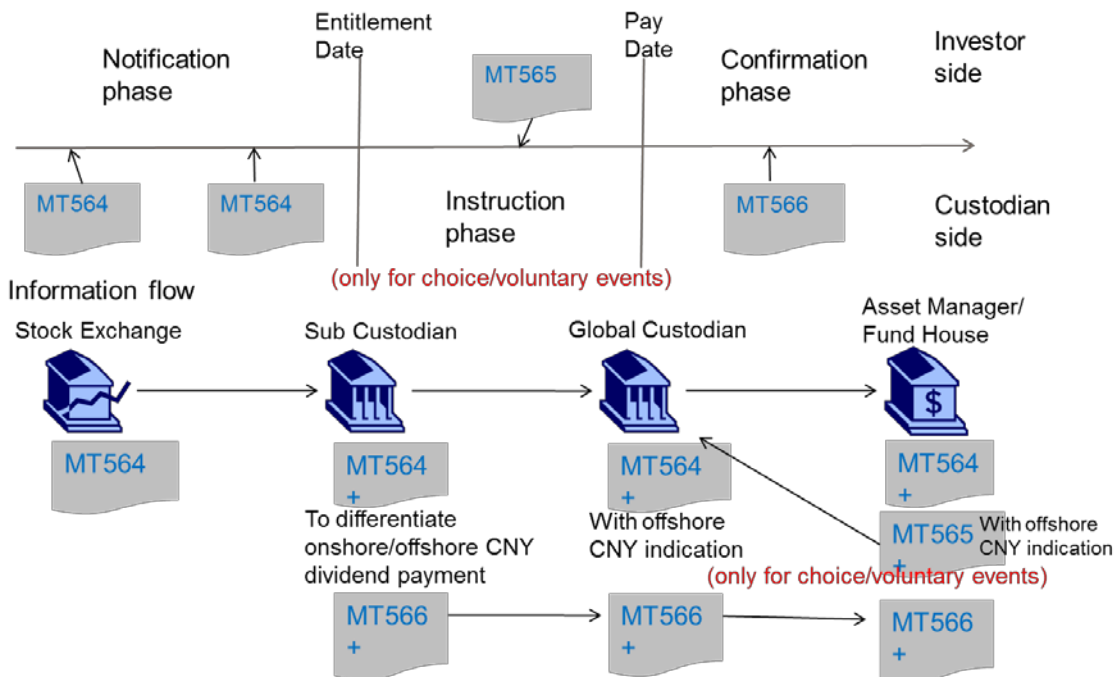 Entitlement
Date
Pay
Date
Notification
phase
MT565
Confirmation
phase
Investor
side
MT564
MT564
Instruction
phase
MT566
Custodian
side
(only for choice/voluntary events)
Information flow
Stock Exchange
Sub Custodian
Global Custodian
Asset Manager/
Fund House
$
MT564
MT564
+
MT564
+
MT564
+
To differentiate
onshore/offshore CNY
dividend payment
With offshore
CNY indication
MT565
+
With offshore
CNY indication
(only for choice/voluntary events)
MT566
+
MT566
+
MT566
+